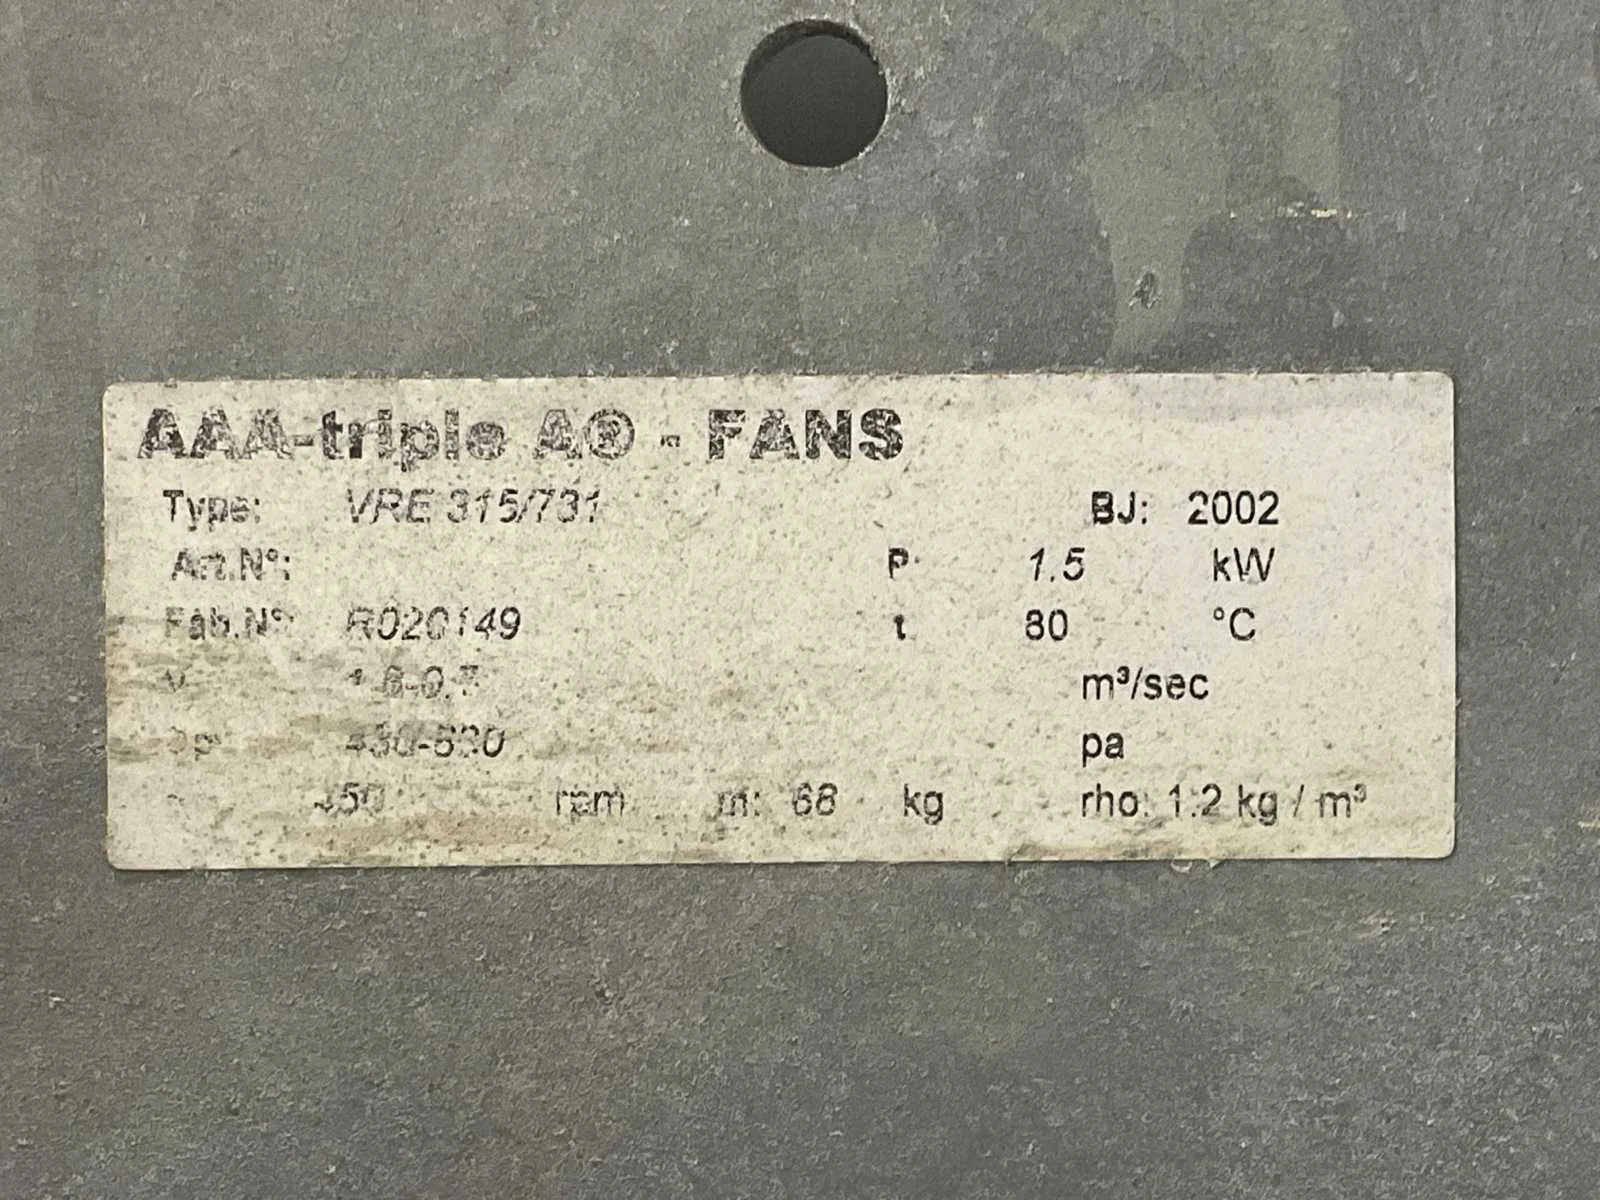 AAA-triple A® - FANS
Type: VRE 315/731 BJ: 2002
Art.N°: P 1.5 kW
Fab.N°: R020149 t 80 °C
V m³/sec
pa
rpm m: 68 kg rho: 1.2 kg / m³